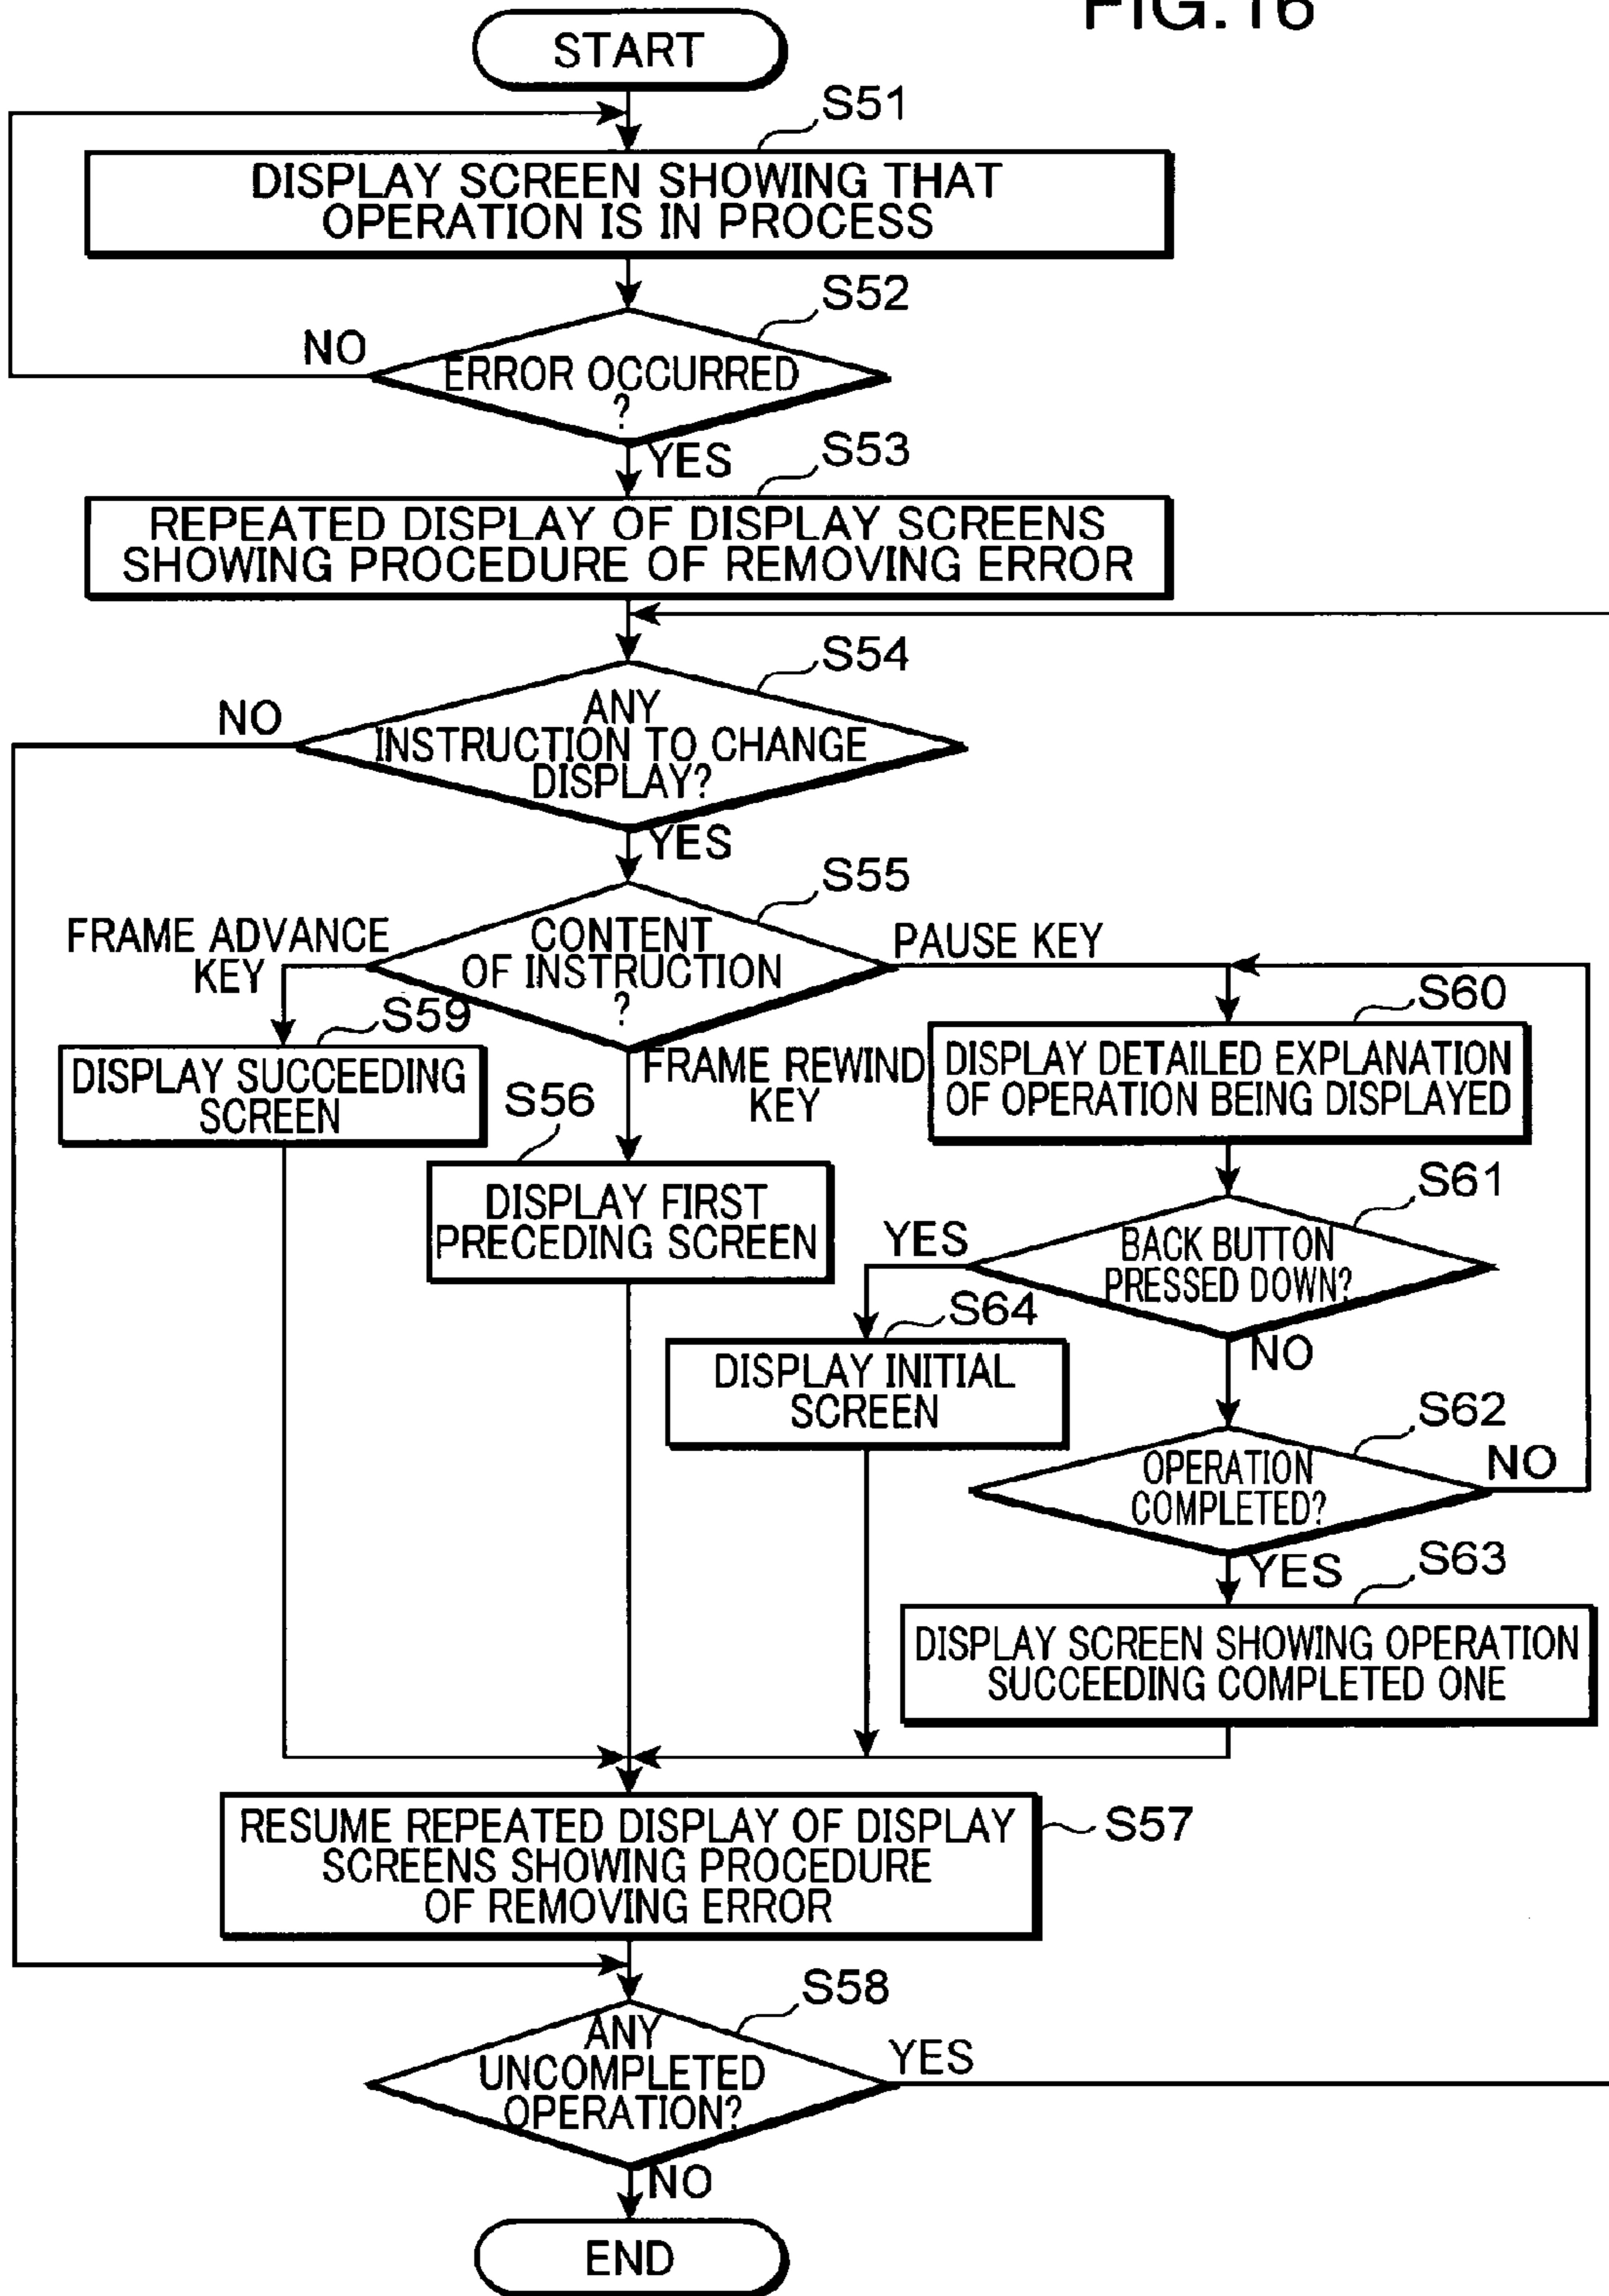 FIG.16
START
S51
DISPLAY SCREEN SHOWING THAT
OPERATION IS IN PROCESS
S52
NO
ERROR OCCURRED
?
YES
S53
REPEATED DISPLAY OF DISPLAY SCREENS
SHOWING PROCEDURE OF REMOVING ERROR
S54
NO
ANY
INSTRUCTION TO CHANGE
DISPLAY?
YES
S55
FRAME ADVANCE
KEY
CONTENT
OF INSTRUCTION
?
PAUSE KEY
S59
DISPLAY SUCCEEDING
SCREEN
FRAME REWIND
KEY
S56
DISPLAY FIRST
PRECEDING SCREEN
S60
DISPLAY DETAILED EXPLANATION
OF OPERATION BEING DISPLAYED
S61
YES
BACK BUTTON
PRESSED DOWN?
NO
S64
DISPLAY INITIAL
SCREEN
S62
OPERATION
COMPLETED?
NO
YES
S63
DISPLAY SCREEN SHOWING OPERATION
SUCCEEDING COMPLETED ONE
RESUME REPEATED DISPLAY OF DISPLAY
SCREENS SHOWING PROCEDURE
OF REMOVING ERROR
S57
S58
ANY
UNCOMPLETED
OPERATION?
YES
NO
END